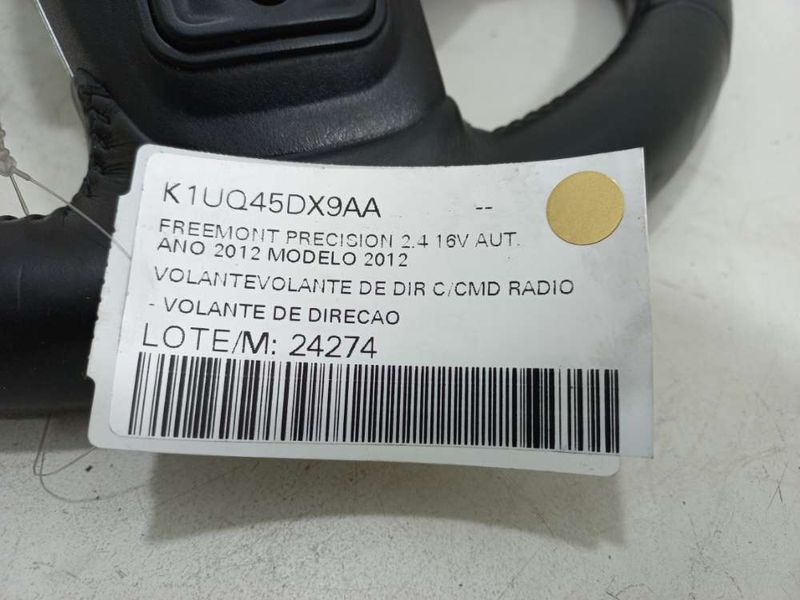 K1UQ45DX9AA --
FREEMONT PRECISION 2.4 16V AUT.
ANO 2012 MODELO 2012
VOLANTEVOLANTE DE DIR C/CMD RADIO
- VOLANTE DE DIRECAO
LOTE/M: 24274